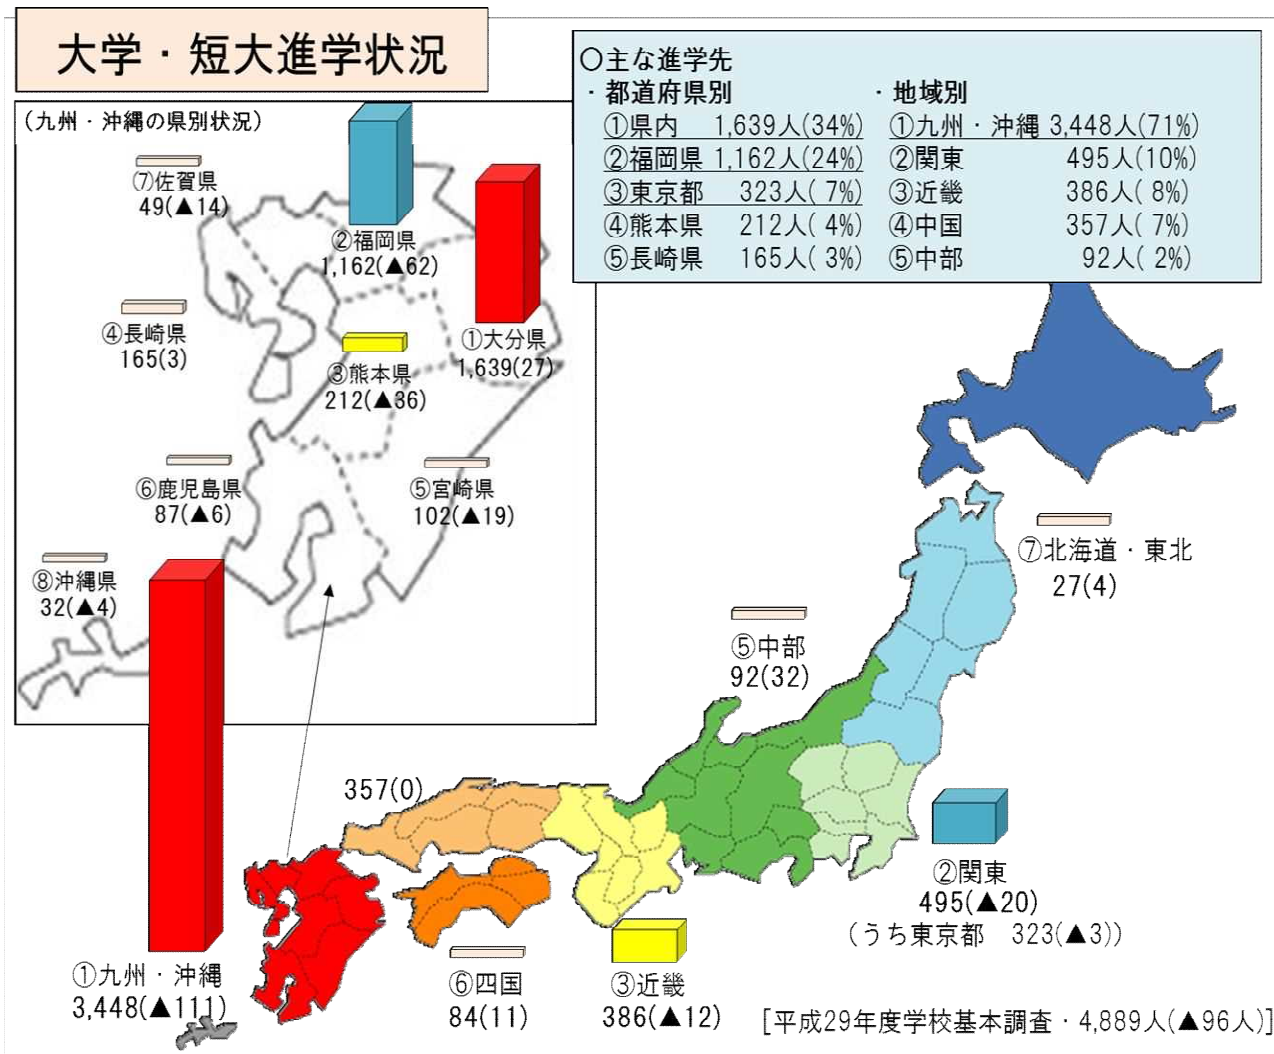 大学・短大進学状況
○主な進学先
・都道府県別 ・地域別
①県内 1,639人(34%) ①九州・沖縄 3,448人(71%)
②福岡県 1,162人(24%) ②関東 495人(10%)
③東京都 323人( 7%) ③近畿 386人( 8%)
④熊本県 212人( 4%) ④中国 357人( 7%)
⑤長崎県 165人( 3%) ⑤中部 92人( 2%)
(九州・沖縄の県別状況)
⑦佐賀県
49(▲14)
②福岡県
1,162(▲62)
④長崎県
165(3)
③熊本県
212(▲36)
①大分県
1,639(27)
⑥鹿児島県
87(▲6)
⑤宮崎県
102(▲19)
⑧沖縄県
32(▲4)
⑦北海道・東北
27(4)
⑤中部
92(32)
357(0)
②関東
495(▲20)
(うち東京都 323(▲3))
①九州・沖縄
3,448(▲111)
⑥四国
84(11)
③近畿
386(▲12)
[平成29年度学校基本調査・4,889人(▲96人)]